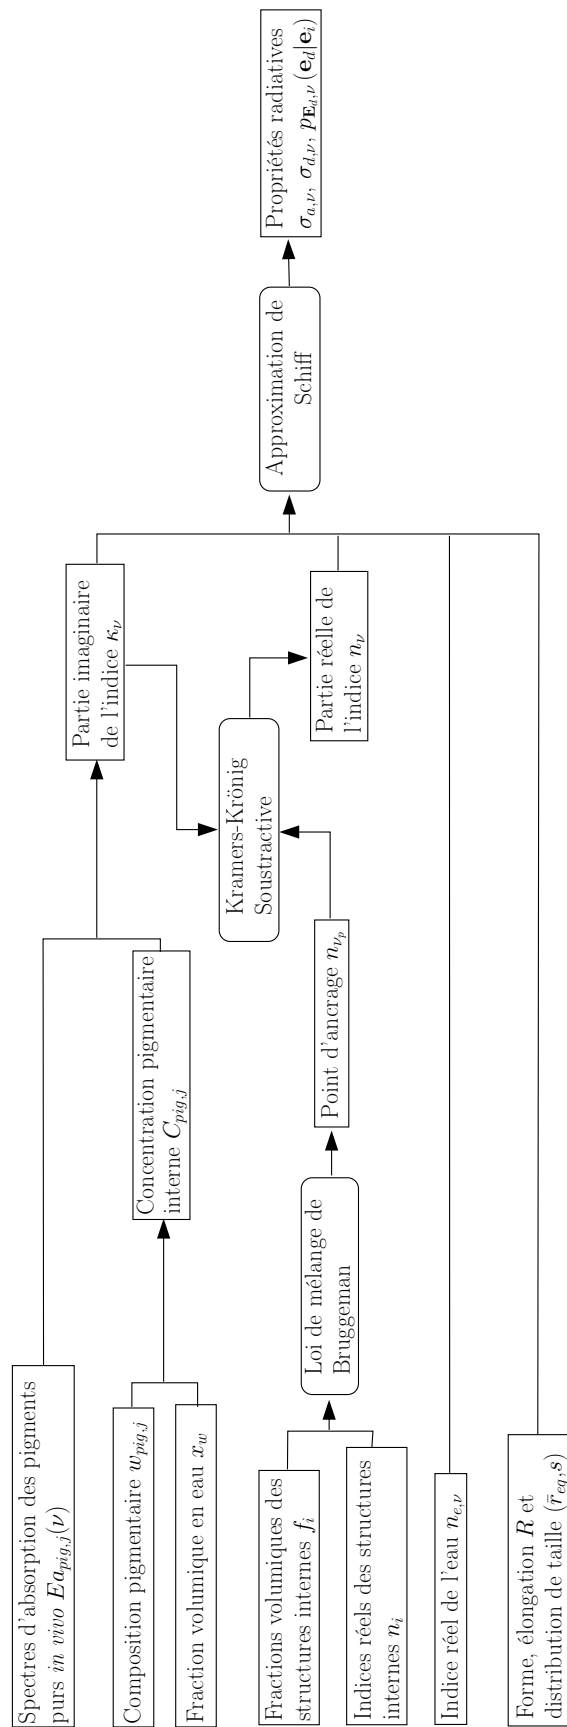 Spectres d'absorption des pigments
purs in vivo Ea_{pig,j}(ν)
Composition pigmentaire w_{pig,j}
Fraction volumique en eau x_w
Fractions volumiques des
structures internes f_i
Indices réels des structures
internes n_i
Indice réel de l'eau n_{e,ν}
Forme, élongation R et
distribution de taille (r̄_{eq},s)
Concentration pigmentaire
interne C_{pig,j}
Loi de mélange de
Bruggeman
Point d'ancrage n_{ν_p}
Partie imaginaire
de l'indice κ_ν
Kramers-Krönig
Soustractive
Partie réelle de
l'indice n_ν
Approximation de
Schiff
Propriétés radiatives
σ_{a,ν}, σ_{d,ν}, p_{E_d,ν}(e_d|e_i)